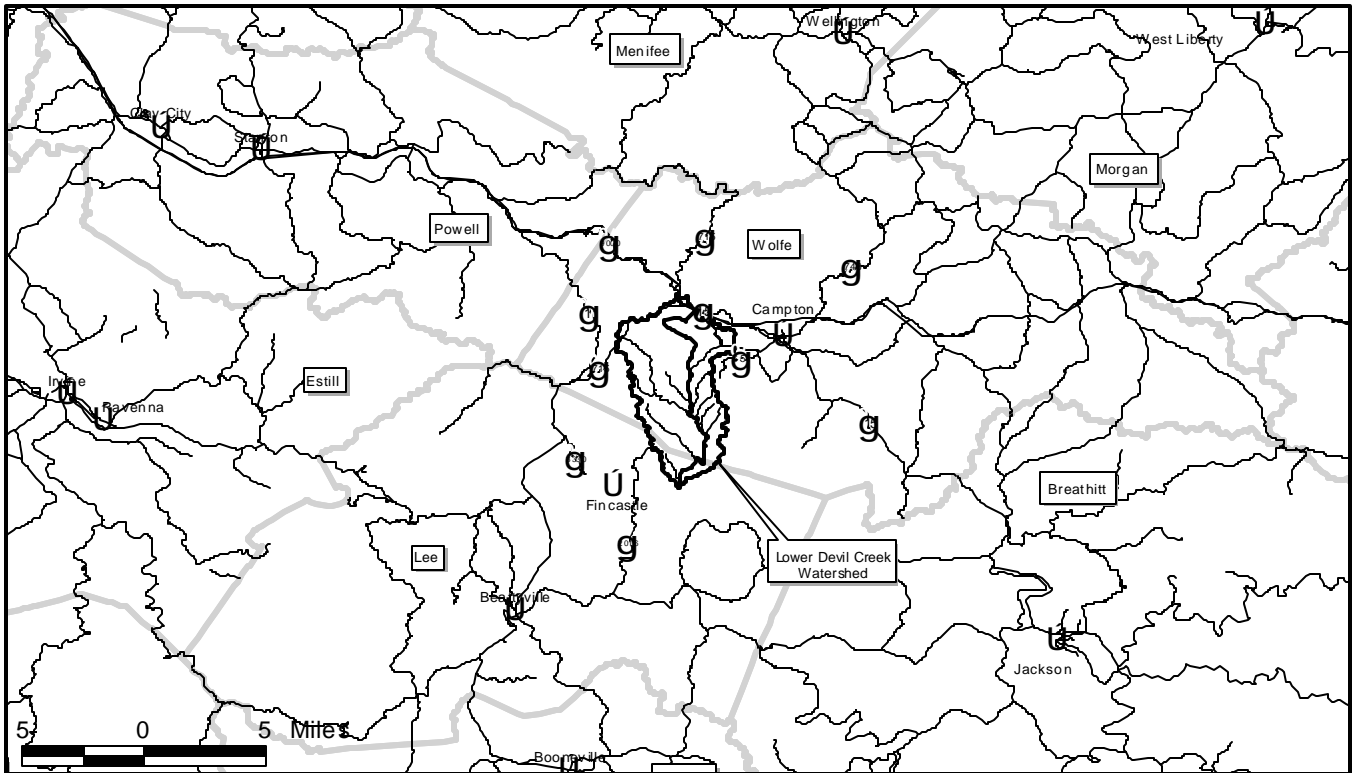 Wellington
Menifee
West Liberty
Clay City
Stanton
Morgan
Powell
Wolfe
Campton
Irvine
Ravenna
Estill
Breathitt
Fincastle
Lee
Lower Devil Creek
Watershed
Beattyville
Jackson
5 0 5 Miles
Booneville